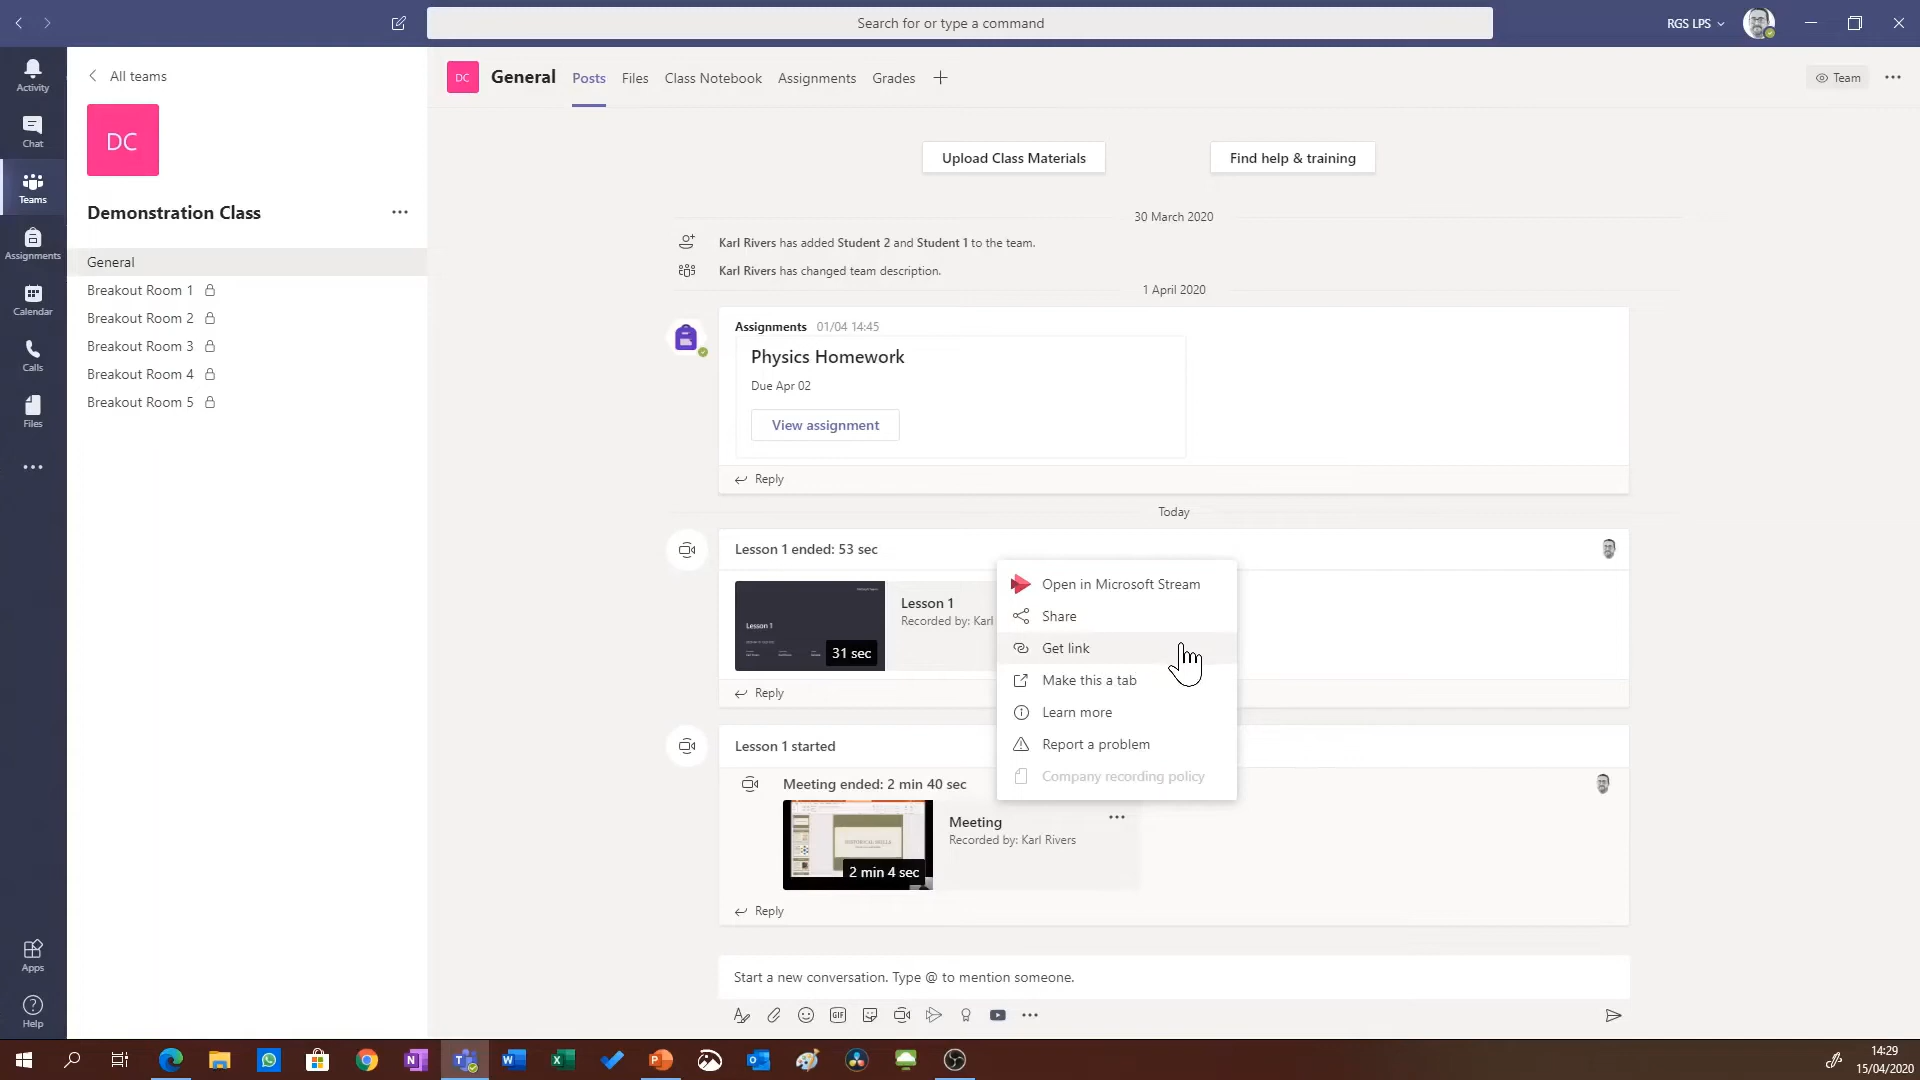 Search for or type a command
RGS LPS
Activity
Chat
Teams
Assignments
Calendar
Calls
Files
Apps
Help
All teams
DC
Demonstration Class
General
Breakout Room 1
Breakout Room 2
Breakout Room 3
Breakout Room 4
Breakout Room 5
DC
General
Posts
Files
Class Notebook
Assignments
Grades
Team
Upload Class Materials
Find help & training
30 March 2020
Karl Rivers has added Student 2 and Student 1 to the team.
Karl Rivers has changed team description.
1 April 2020
Assignments 01/04 14:45
Physics Homework
Due Apr 02
View assignment
Reply
Today
Lesson 1 ended: 53 sec
Lesson 1
31 sec
Lesson 1
Recorded by: Karl
Reply
Open in Microsoft Stream
Share
Get link
Make this a tab
Learn more
Report a problem
Company recording policy
Lesson 1 started
Meeting ended: 2 min 40 sec
HISTORICAL SKILLS
2 min 4 sec
Meeting
Recorded by: Karl Rivers
Reply
Start a new conversation. Type @ to mention someone.
GIF
14:29
15/04/2020